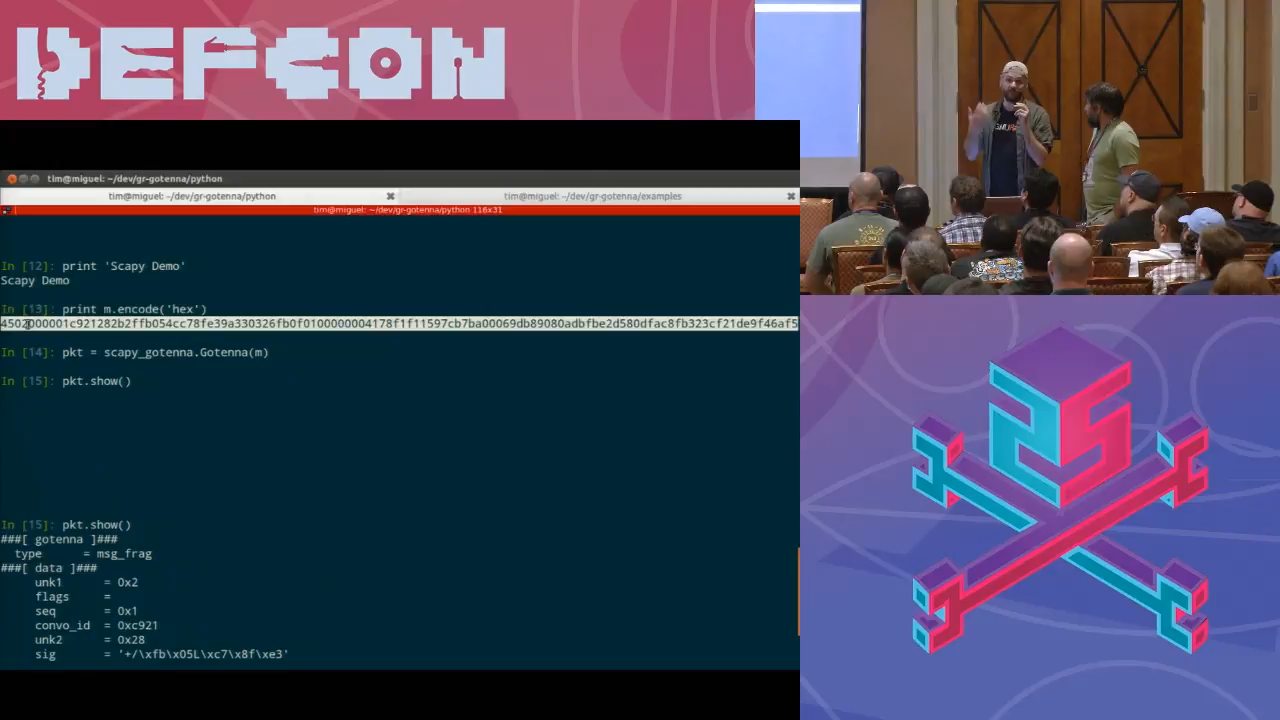 DEFCON
tim@miguel: ~/dev/gr-gotenna/python
tim@miguel: ~/dev/gr-gotenna/python
tim@miguel: ~/dev/gr-gotenna/examples
tim@miguel: ~/dev/gr-gotenna/python 116x31
In [12]: print 'Scapy Demo'
Scapy Demo
In [13]: print m.encode('hex')
4502000001c921282b2ffb054cc78fe39a330326fb0f0100000004178f1f11597cb7ba00069db89080adbfbe2d580dfac8fb323cf21de9f46af5
In [14]: pkt = scapy_gotenna.Gotenna(m)
In [15]: pkt.show()
In [15]: pkt.show()
###[ gotenna ]###
type = msg_frag
###[ data ]###
unk1 = 0x2
flags =
seq = 0x1
convo_id = 0xc921
unk2 = 0x28
sig = '+/\xfb\x05L\xc7\x8f\xe3'
25